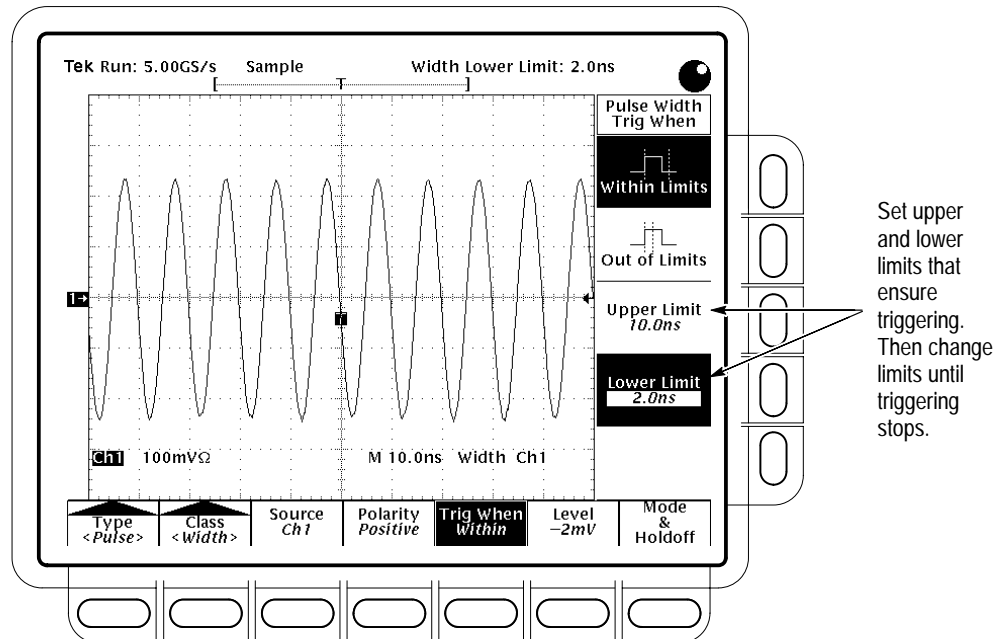 Tek Run: 5.00GS/s Sample Width Lower Limit: 2.0ns
[ T ]
Pulse Width
Trig When
Within Limits
Out of Limits
Upper Limit
10.0ns
Lower Limit
2.0ns
1→
T
Ch1 100mVΩ M 10.0ns Width Ch1
Type
<Pulse>
Class
<Width>
Source
Ch1
Polarity
Positive
Trig When
Within
Level
−2mV
Mode
&
Holdoff
Set upper
and lower
limits that
ensure
triggering.
Then change
limits until
triggering
stops.